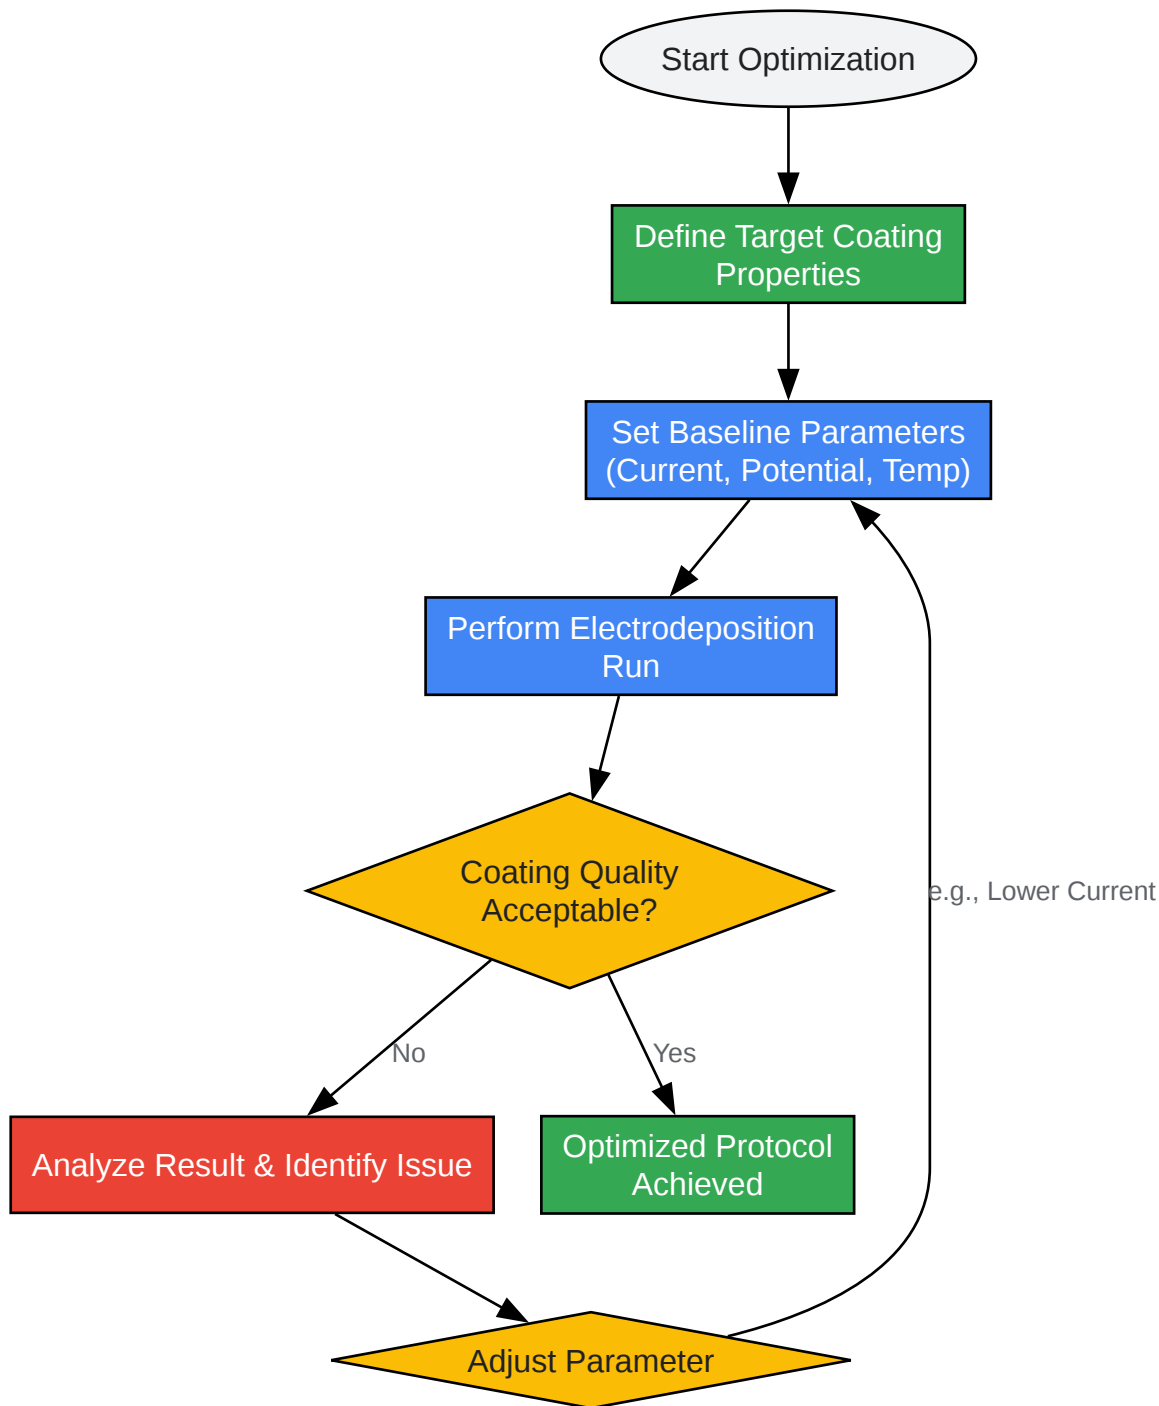 Start Optimization
Define Target Coating
Properties
Set Baseline Parameters
(Current, Potential, Temp)
Perform Electrodeposition
Run
Coating Quality
Acceptable?
e.g., Lower Current
No
Yes
Analyze Result & Identify Issue
Optimized Protocol
Achieved
Adjust Parameter